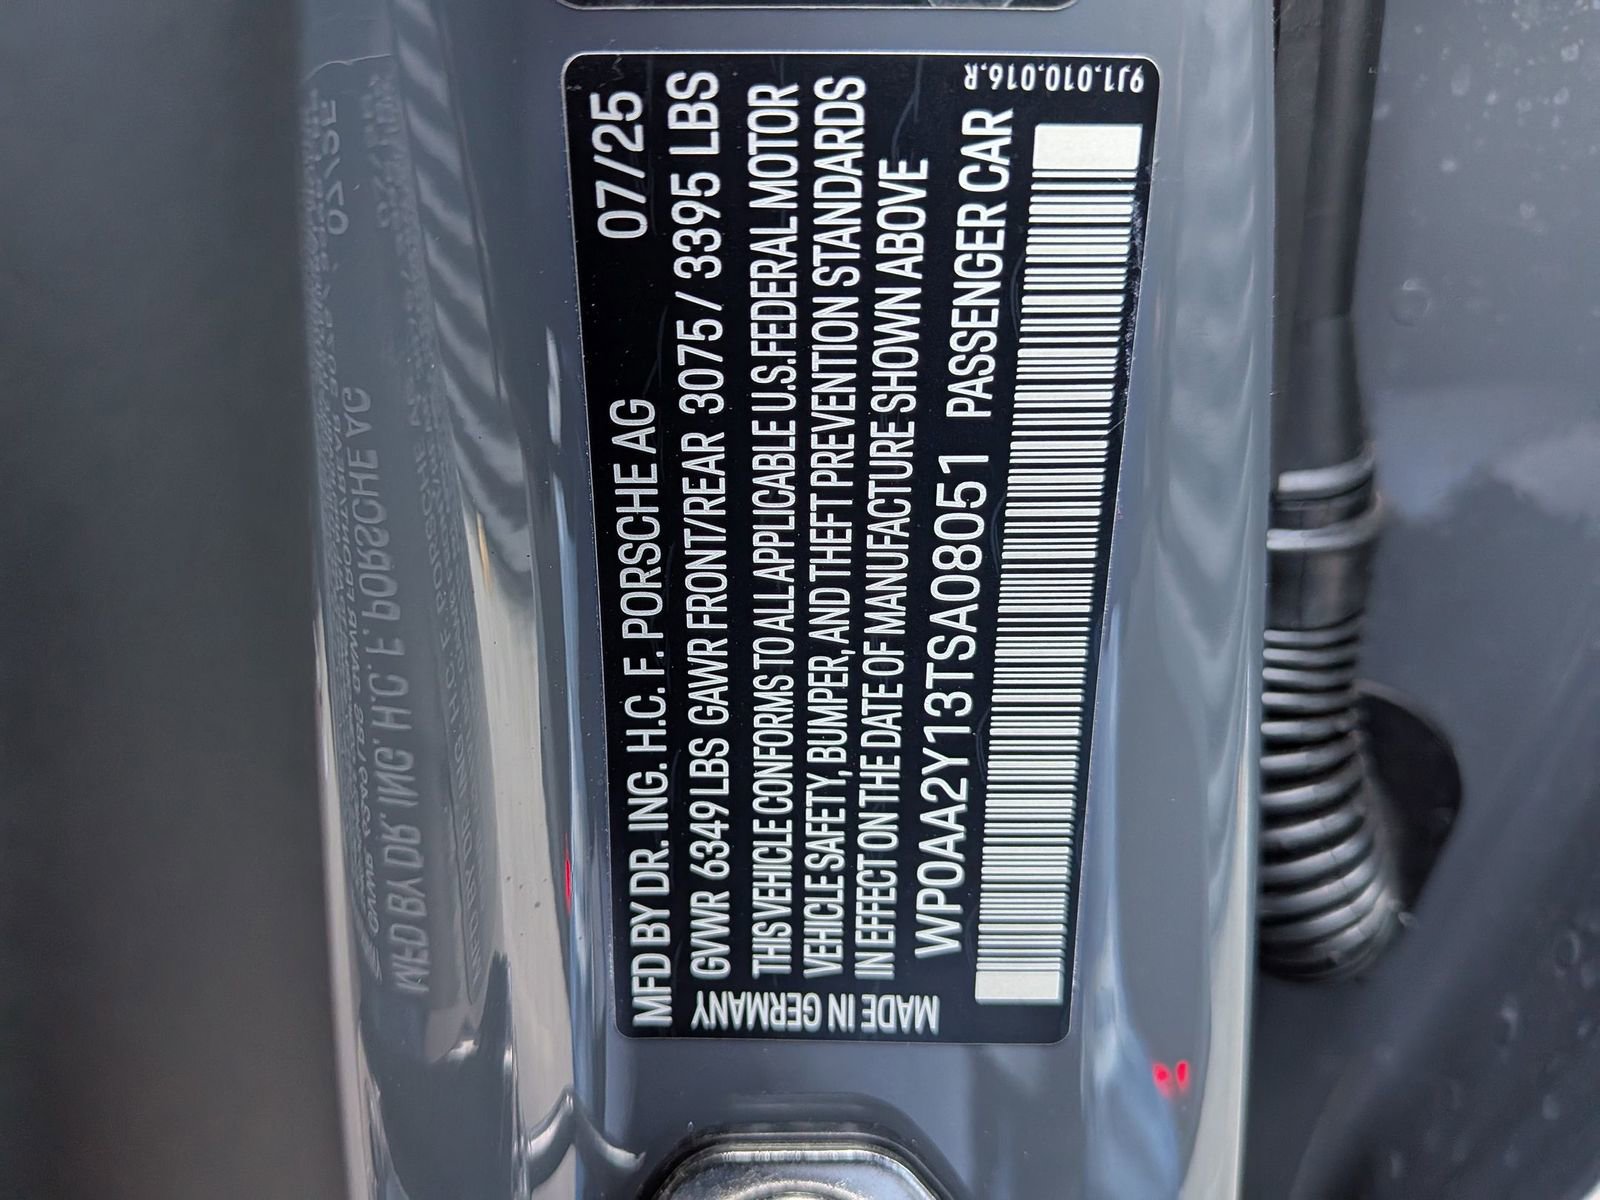 MFD BY DR. ING. H.C. F. PORSCHE AG 07/25
GVWR 6349 LBS GAWR FRONT/REAR 3075 / 3395 LBS
THIS VEHICLE CONFORMS TO ALL APPLICABLE U.S.FEDERAL MOTOR
VEHICLE SAFETY, BUMPER, AND THEFT PREVENTION STANDARDS
IN EFFECT ON THE DATE OF MANUFACTURE SHOWN ABOVE
WP0AA2Y13TSA08051 PASSENGER CAR
MADE IN GERMANY
9J1.010.016.R